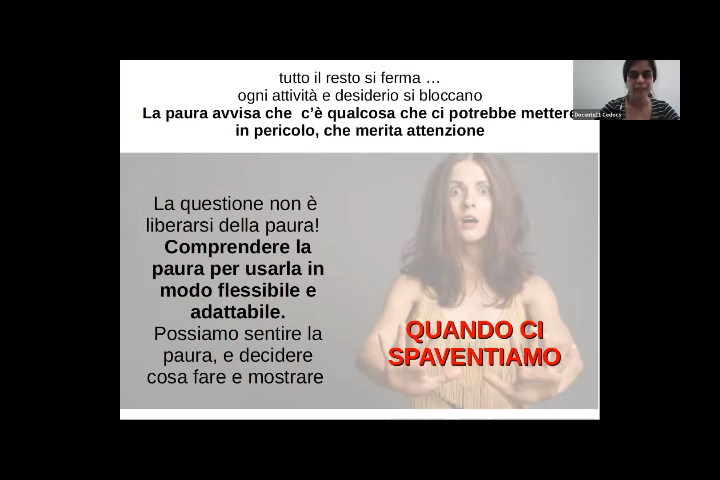 tutto il resto si ferma …
ogni attività e desiderio si bloccano
La paura avvisa che  c’è qualcosa che ci potrebbe mettere
in pericolo, che merita attenzione
Docente11 Cedocs
La questione non è
liberarsi della paura!
Comprendere la
paura per usarla in
modo flessibile e
adattabile.
Possiamo sentire la
paura, e decidere
cosa fare e mostrare
QUANDO CI
SPAVENTIAMO